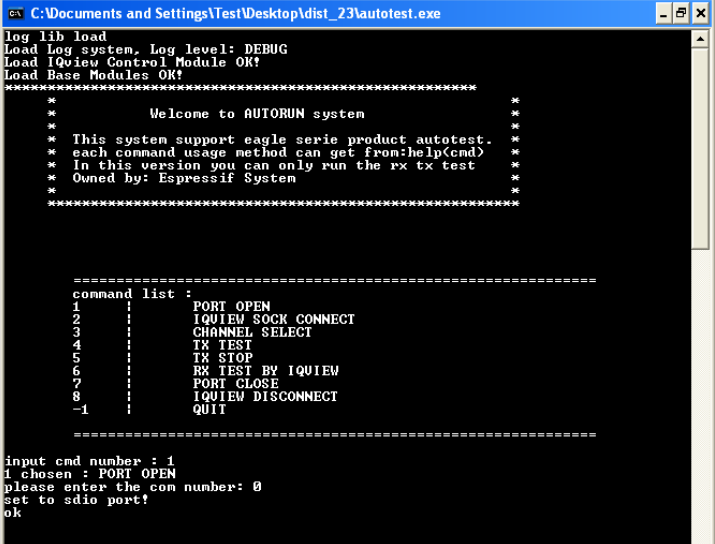 C:\Documents and Settings\Test\Desktop\dist_23\autotest.exe
log lib load
Load Log system, Log level: DEBUG
Load IQview Control Module OK!
Load Base Modules OK!
*******************************************************
* *
* Welcome to AUTORUN system *
* *
* This system support eagle serie product autotest. *
* each command usage method can get from:help(cmd) *
* In this version you can only run the rx tx test *
* Owned by: Espressif System *
* *
*******************************************************
=============================================================
command list :
1 ¦ PORT OPEN
2 ¦ IQVIEW SOCK CONNECT
3 ¦ CHANNEL SELECT
4 ¦ TX TEST
5 ¦ TX STOP
6 ¦ RX TEST BY IQVIEW
7 ¦ PORT CLOSE
8 ¦ IQVIEW DISCONNECT
-1 ¦ QUIT
=============================================================
input cmd number : 1
1 chosen : PORT OPEN
please enter the com number: 0
set to sdio port!
ok